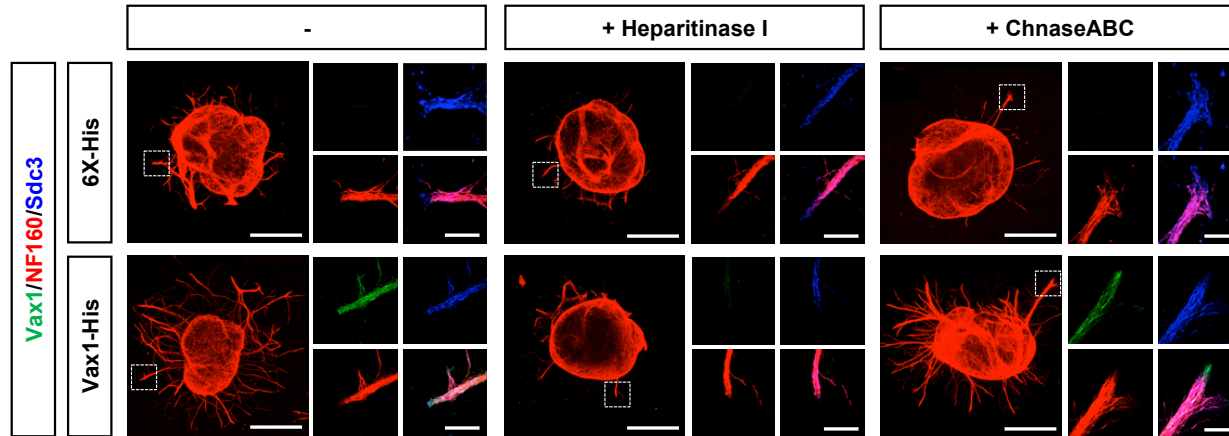 -
+ Heparitinase I
+ ChnaseABC
Vax1/NF160/Sdc3
6X-His
Vax1-His